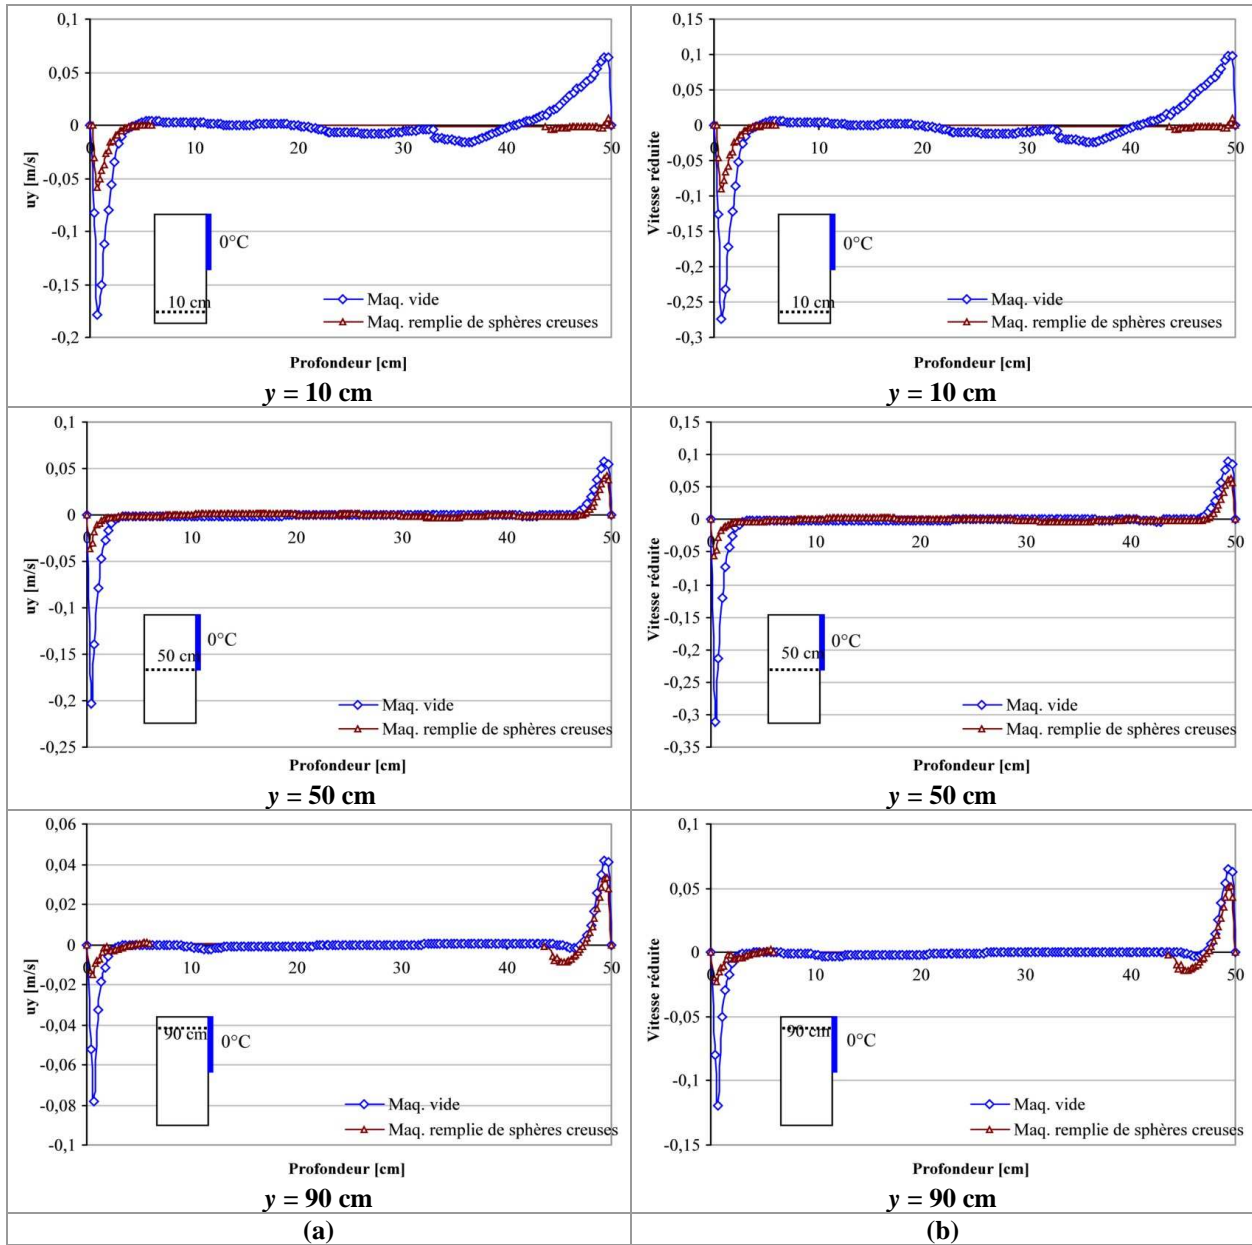 0,1
0,05
0
-0,05
-0,1
-0,15
-0,2
uy [m/s]
0 10 20 30 40 50
0°C
10 cm
Maq. vide
Maq. remplie de sphères creuses
Profondeur [cm]
y = 10 cm
0,15
0,1
0,05
0
-0,05
-0,1
-0,15
-0,2
-0,25
-0,3
Vitesse réduite
0 10 20 30 40 50
0°C
10 cm
Maq. vide
Maq. remplie de sphères creuses
Profondeur [cm]
y = 10 cm
0,1
0,05
0
-0,05
-0,1
-0,15
-0,2
-0,25
uy [m/s]
0 10 20 30 40 50
0°C
50 cm
Maq. vide
Maq. remplie de sphères creuses
Profondeur [cm]
y = 50 cm
0,15
0,1
0,05
0
-0,05
-0,1
-0,15
-0,2
-0,25
-0,3
-0,35
Vitesse réduite
0 10 20 30 40 50
0°C
50 cm
Maq. vide
Maq. remplie de sphères creuses
Profondeur [cm]
y = 50 cm
0,06
0,04
0,02
0
-0,02
-0,04
-0,06
-0,08
-0,1
uy [m/s]
0 10 20 30 40 50
90 cm
0°C
Maq. vide
Maq. remplie de sphères creuses
Profondeur [cm]
y = 90 cm
0,1
0,05
0
-0,05
-0,1
-0,15
Vitesse réduite
0 10 20 30 40 50
90 cm
0°C
Maq. vide
Maq. remplie de sphères creuses
Profondeur [cm]
y = 90 cm
(a)
(b)